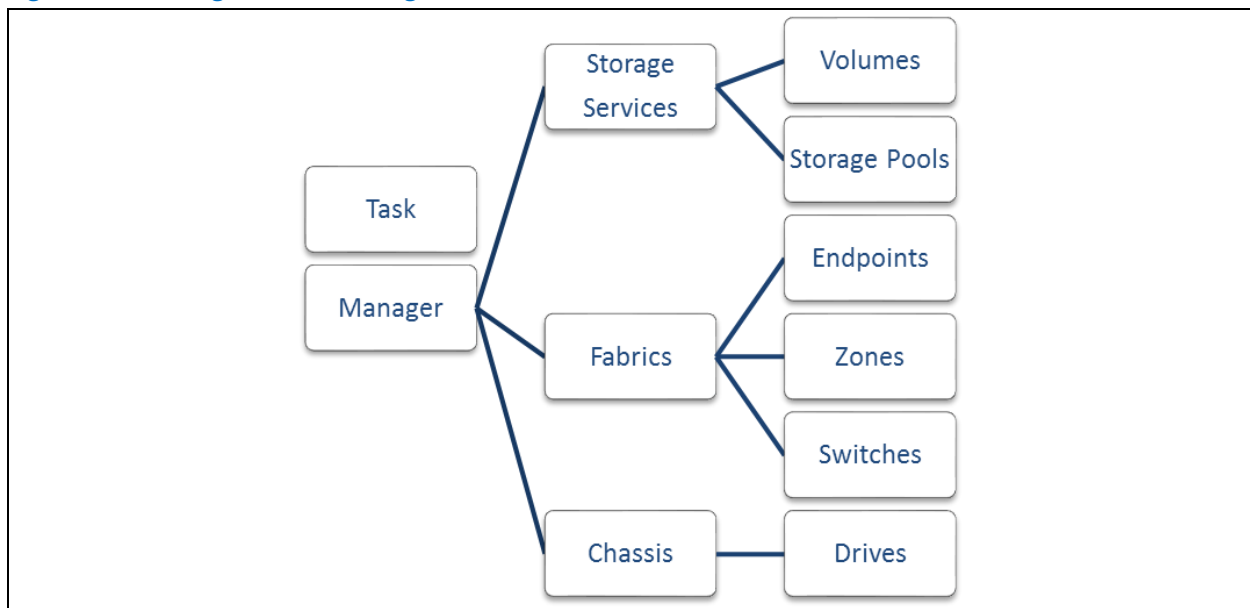 Storage
Services
Volumes
Storage Pools
Task
Manager
Endpoints
Fabrics
Zones
Switches
Chassis
Drives